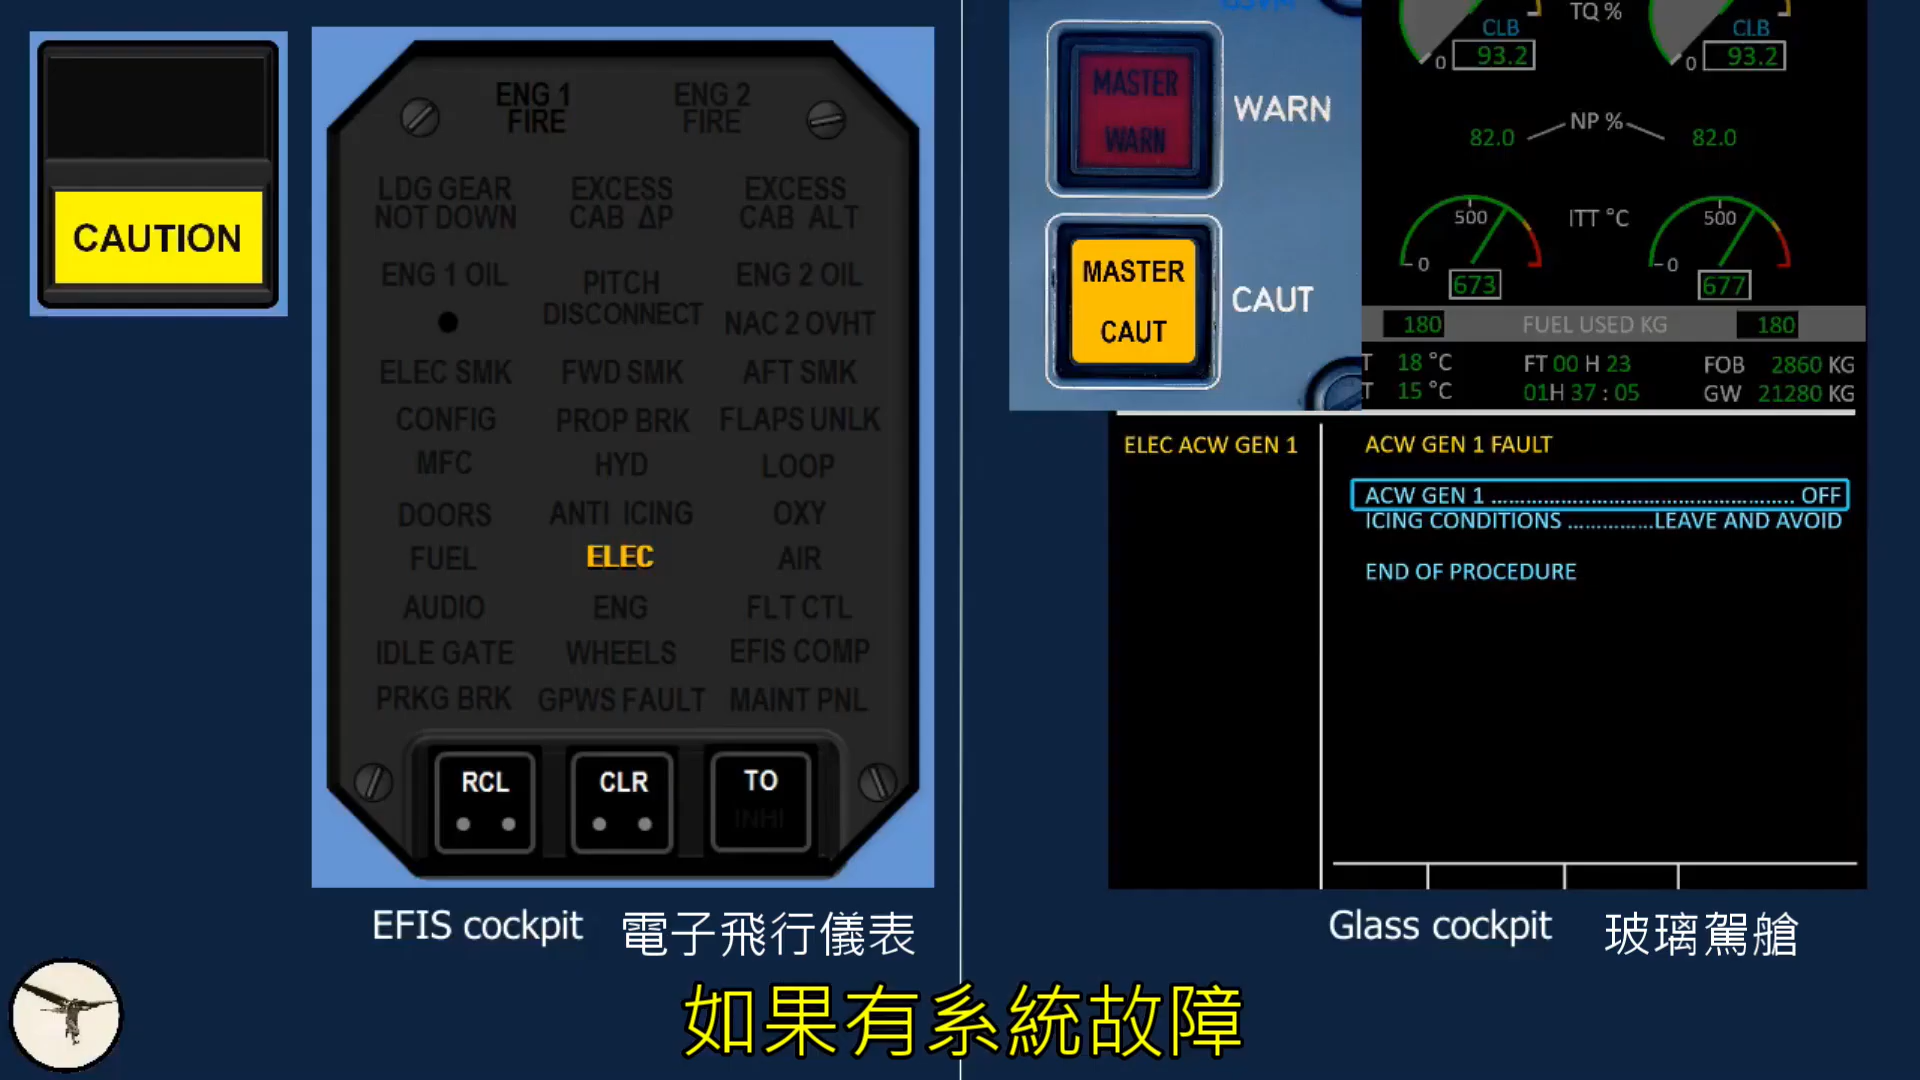 CAUTION
ENG 1 FIRE
ENG 2 FIRE
LDG GEAR NOT DOWN
EXCESS CAB ΔP
EXCESS CAB ALT
ENG 1 OIL
PITCH DISCONNECT
ENG 2 OIL
NAC 2 OVHT
ELEC SMK
FWD SMK
AFT SMK
CONFIG
PROP BRK
FLAPS UNLK
MFC
HYD
LOOP
DOORS
ANTI ICING
OXY
FUEL
ELEC
AIR
AUDIO
ENG
FLT CTL
IDLE GATE
WHEELS
EFIS COMP
PRKG BRK
GPWS FAULT
MAINT PNL
RCL
CLR
TO
INHI
EFIS cockpit 電子飛行儀表
MASTER
WARN
WARN
MASTER
CAUT
CAUT
TQ %
CLB
CLB
0 93.2
0 93.2
82.0 NP % 82.0
500 ITT °C 500
0
0
673
677
180 FUEL USED KG 180
T 18 °C FT 00 H 23 FOB 2860 KG
T 15 °C 01H 37 : 05 GW 21280 KG
ELEC ACW GEN 1
ACW GEN 1 FAULT
ACW GEN 1 ................................................ OFF
ICING CONDITIONS ..............LEAVE AND AVOID
END OF PROCEDURE
Glass cockpit 玻璃駕艙
如果有系統故障